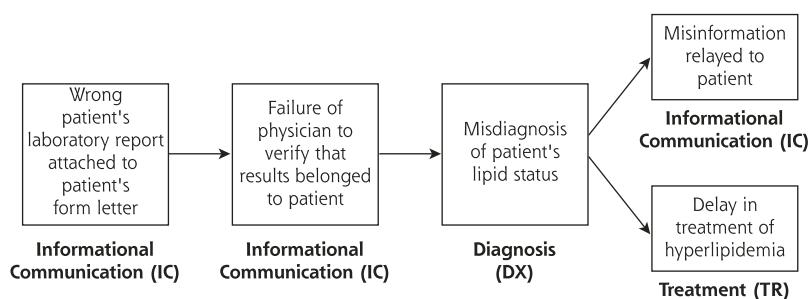 Wrong
patient's
laboratory report
attached to
patient's
form letter
Informational
Communication (IC)
Failure of
physician to
verify that
results belonged
to patient
Informational
Communication (IC)
Misdiagnosis
of patient's
lipid status
Diagnosis
(DX)
Misinformation
relayed to
patient
Informational
Communication (IC)
Delay in
treatment of
hyperlipidemia
Treatment (TR)